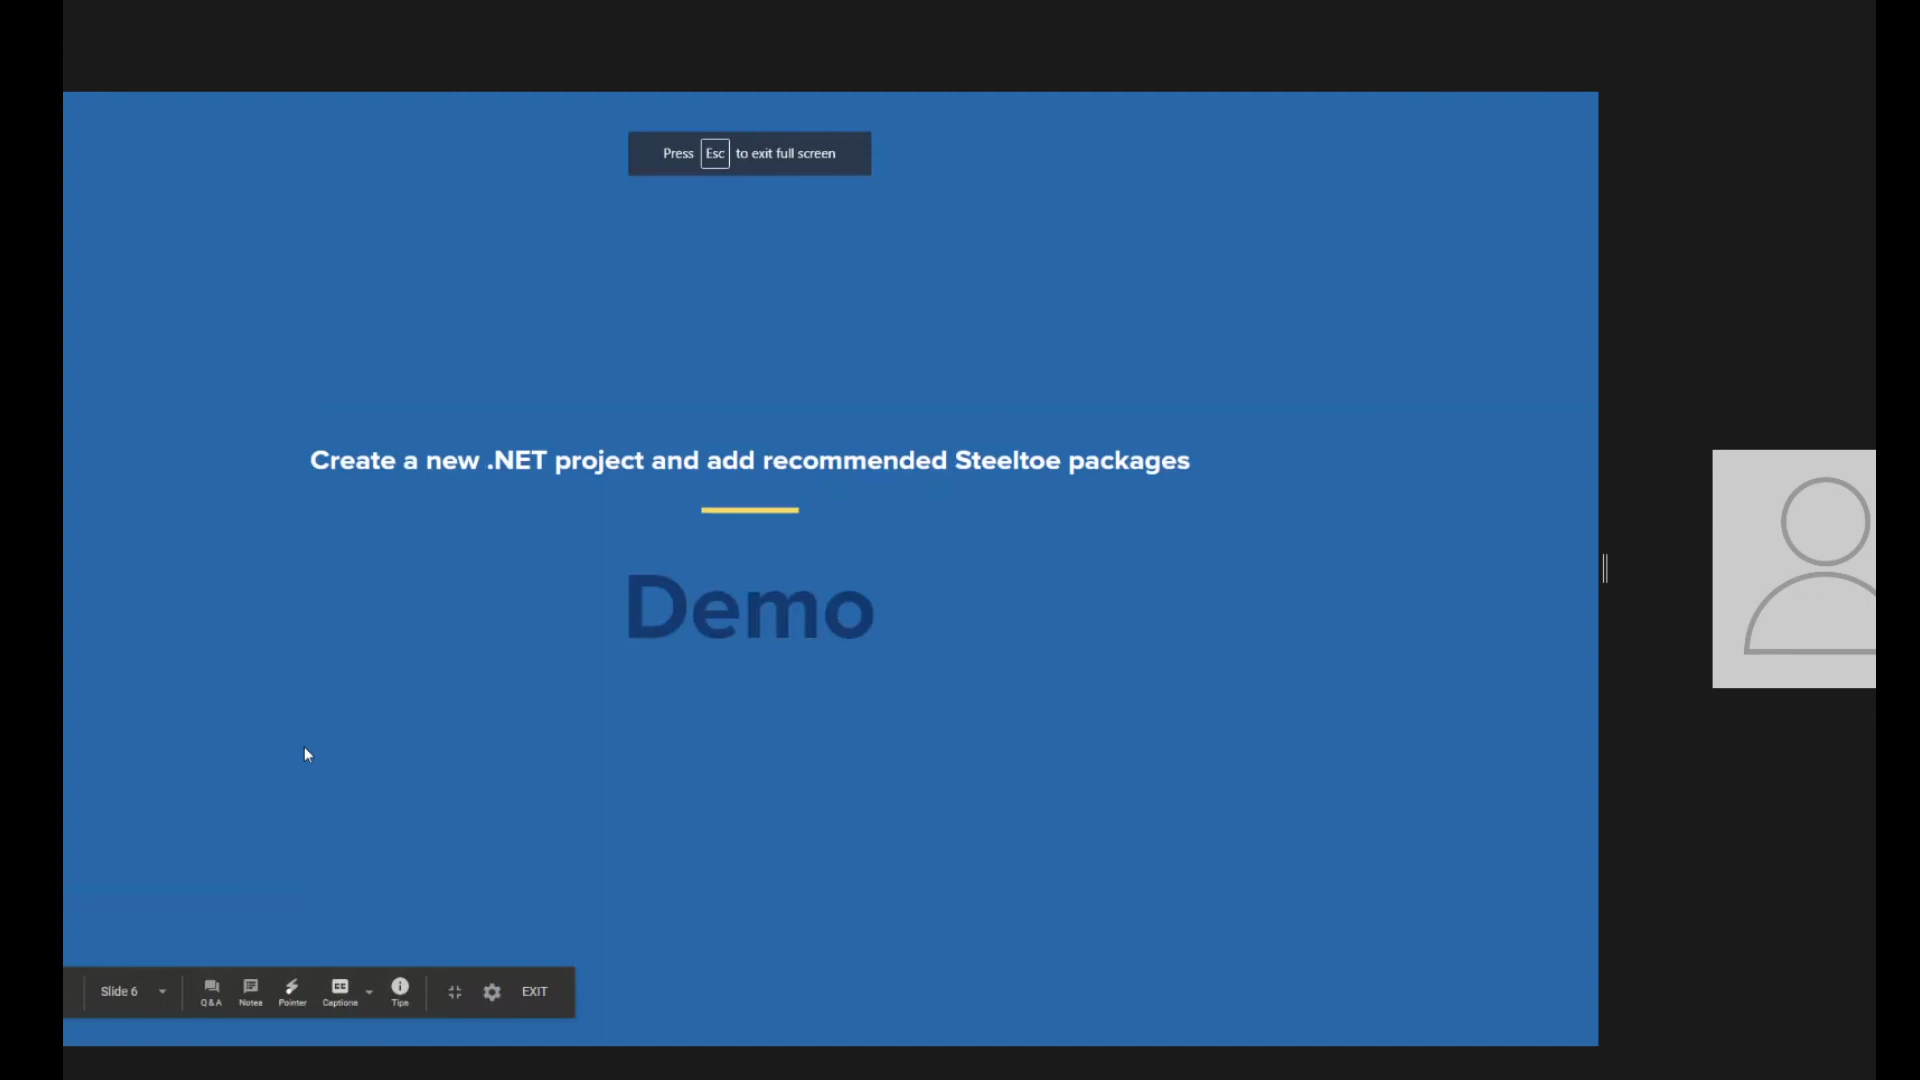 Press Esc to exit full screen
Create a new .NET project and add recommended Steeltoe packages
Demo
Slide 6
Q&A Notes Pointer Captions Tips
EXIT